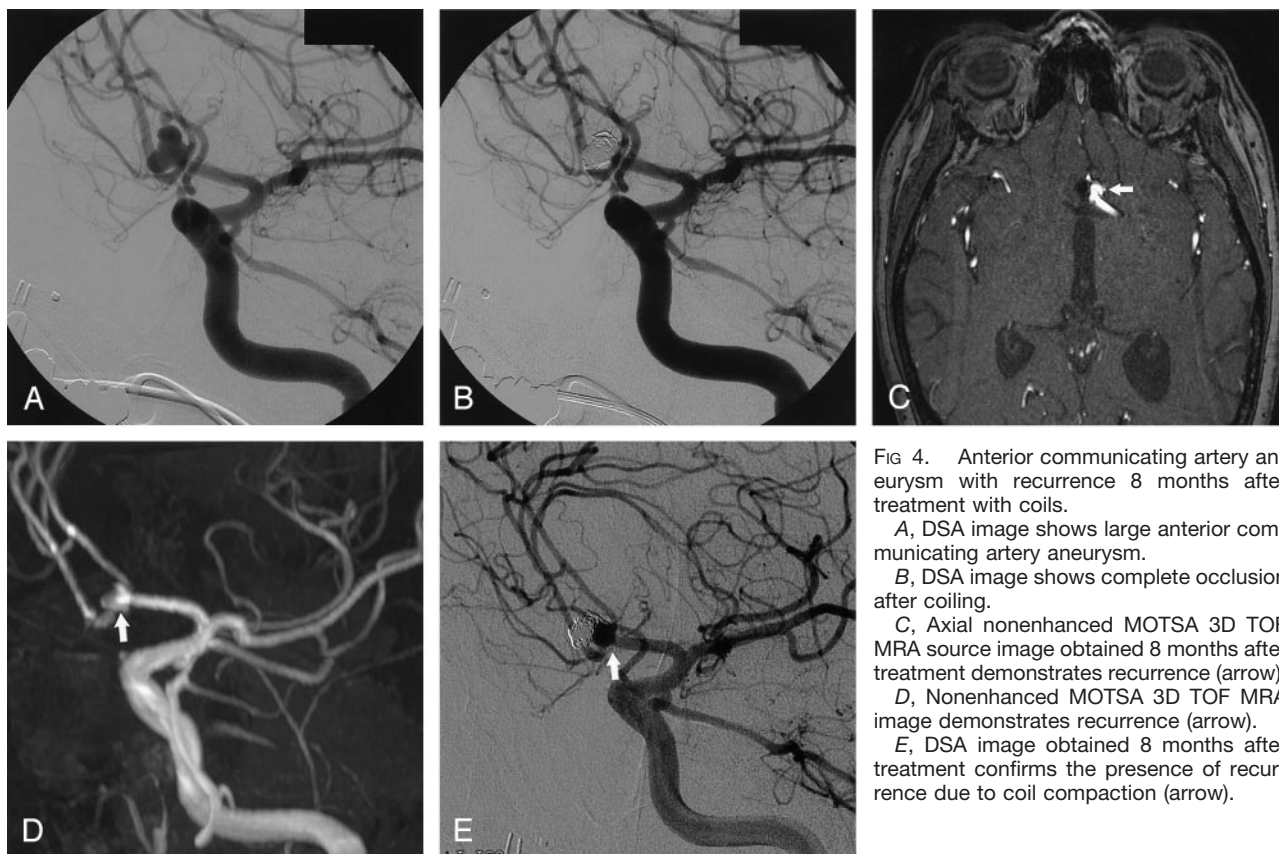 A
B
C
D
E
FIG 4. Anterior communicating artery an-
eurysm with recurrence 8 months afte
treatment with coils.
A, DSA image shows large anterior com
municating artery aneurysm.
B, DSA image shows complete occlusion
after coiling.
C, Axial nonenhanced MOTSA 3D TOF
MRA source image obtained 8 months afte
treatment demonstrates recurrence (arrow)
D, Nonenhanced MOTSA 3D TOF MRA
image demonstrates recurrence (arrow).
E, DSA image obtained 8 months afte
treatment confirms the presence of recur
rence due to coil compaction (arrow).